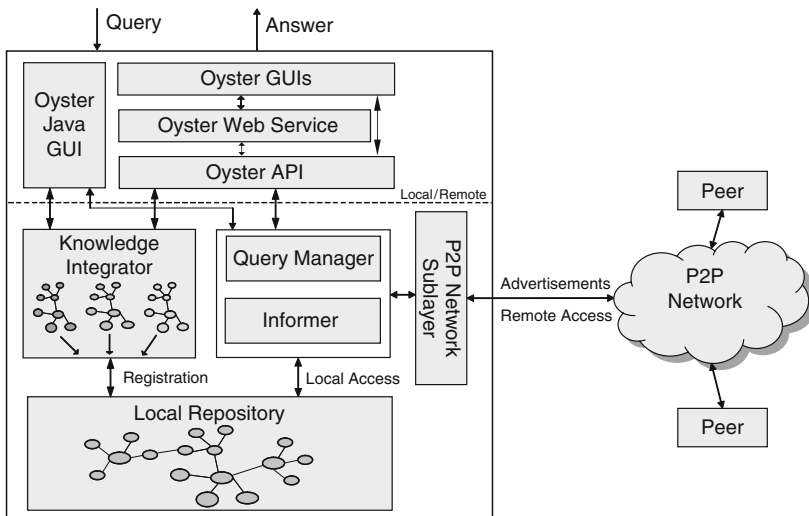 Query
Answer
Oyster
Java
GUI
Oyster GUIs
Oyster Web Service
Oyster API
Local/Remote
Knowledge
Integrator
Query Manager
Informer
P2P Network
Sublayer
Advertisements
Remote Access
Peer
P2P
Network
Peer
Registration
Local Access
Local Repository